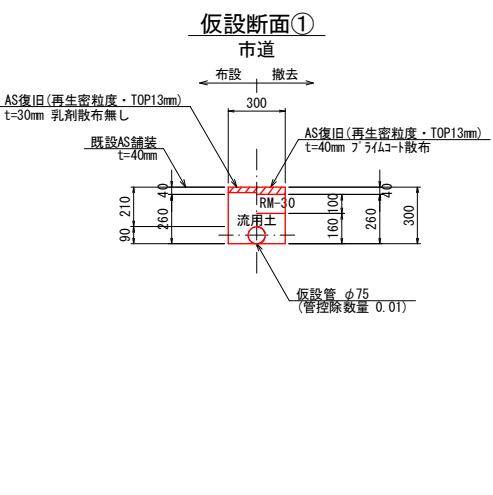 仮設断面①
市道
布設 撤去
300
AS復旧(再生密粒度・TOP13mm)
t=30mm 乳剤散布無し
AS復旧(再生密粒度・TOP13mm)
t=40mm プライムコート散布
既設AS舗装
t=40mm
40
210
260
90
RM-30
流用土
100
160
40
260
300
仮設管 φ75
(管控除数量 0.01)